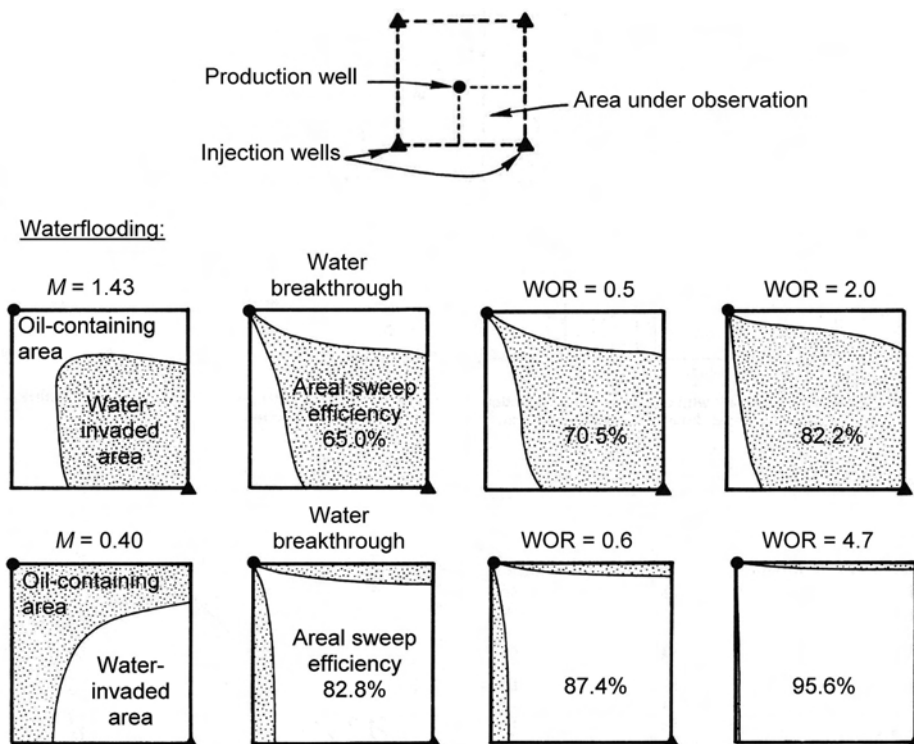 Production well
Area under observation
Injection wells
Waterflooding:
M = 1.43
Water
breakthrough
WOR = 0.5
WOR = 2.0
Oil-containing
area
Water-
invaded
area
Areal sweep
efficiency
65.0%
70.5%
82.2%
M = 0.40
Water
breakthrough
WOR = 0.6
WOR = 4.7
Oil-containing
area
Water-
invaded
area
Areal sweep
efficiency
82.8%
87.4%
95.6%